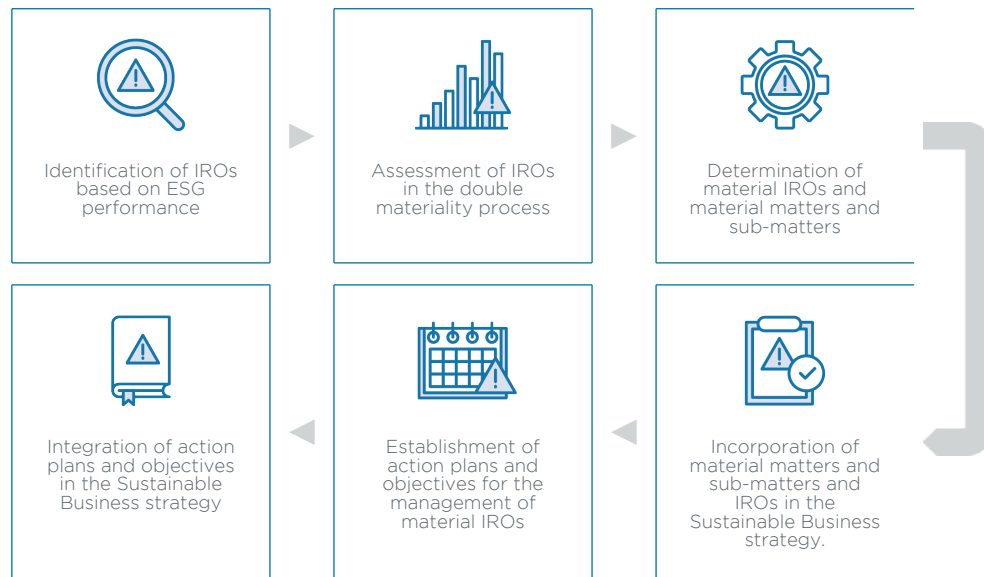 Identification of IROs
based on ESG
performance
Assessment of IROs
in the double
materiality process
Determination of
material IROs and
material matters and
sub-matters
Integration of action
plans and objectives
in the Sustainable
Business strategy
Establishment of
action plans and
objectives for the
management of
material IROs
Incorporation of
material matters and
sub-matters and
IROs in the
Sustainable Business
strategy.